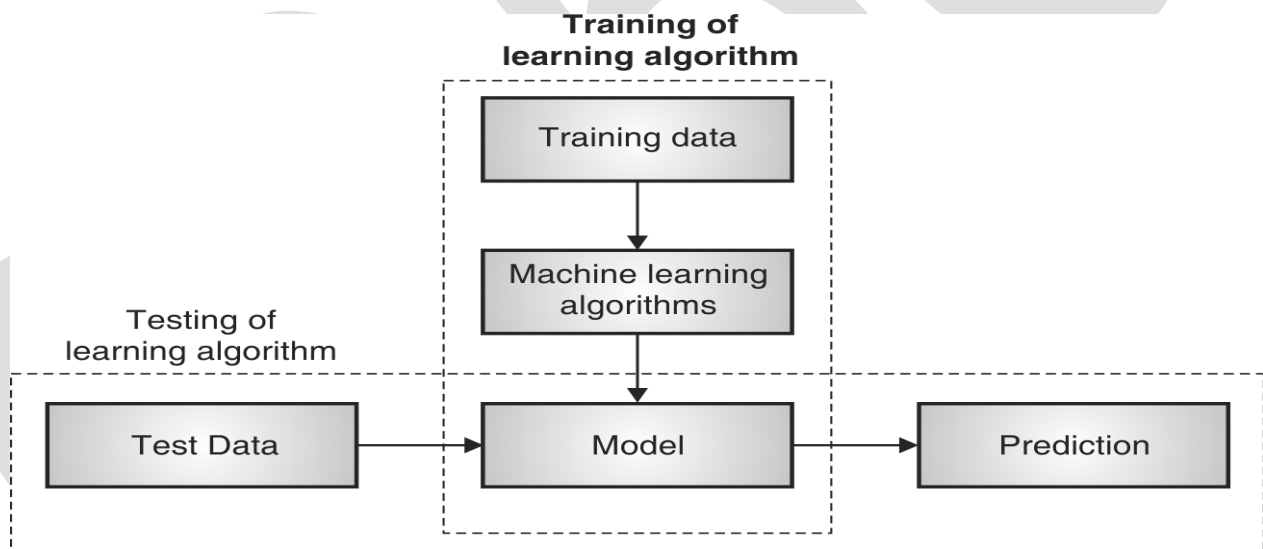 Training of
learning algorithm
Training data
Machine learning
algorithms
Testing of
learning algorithm
Test Data
Model
Prediction